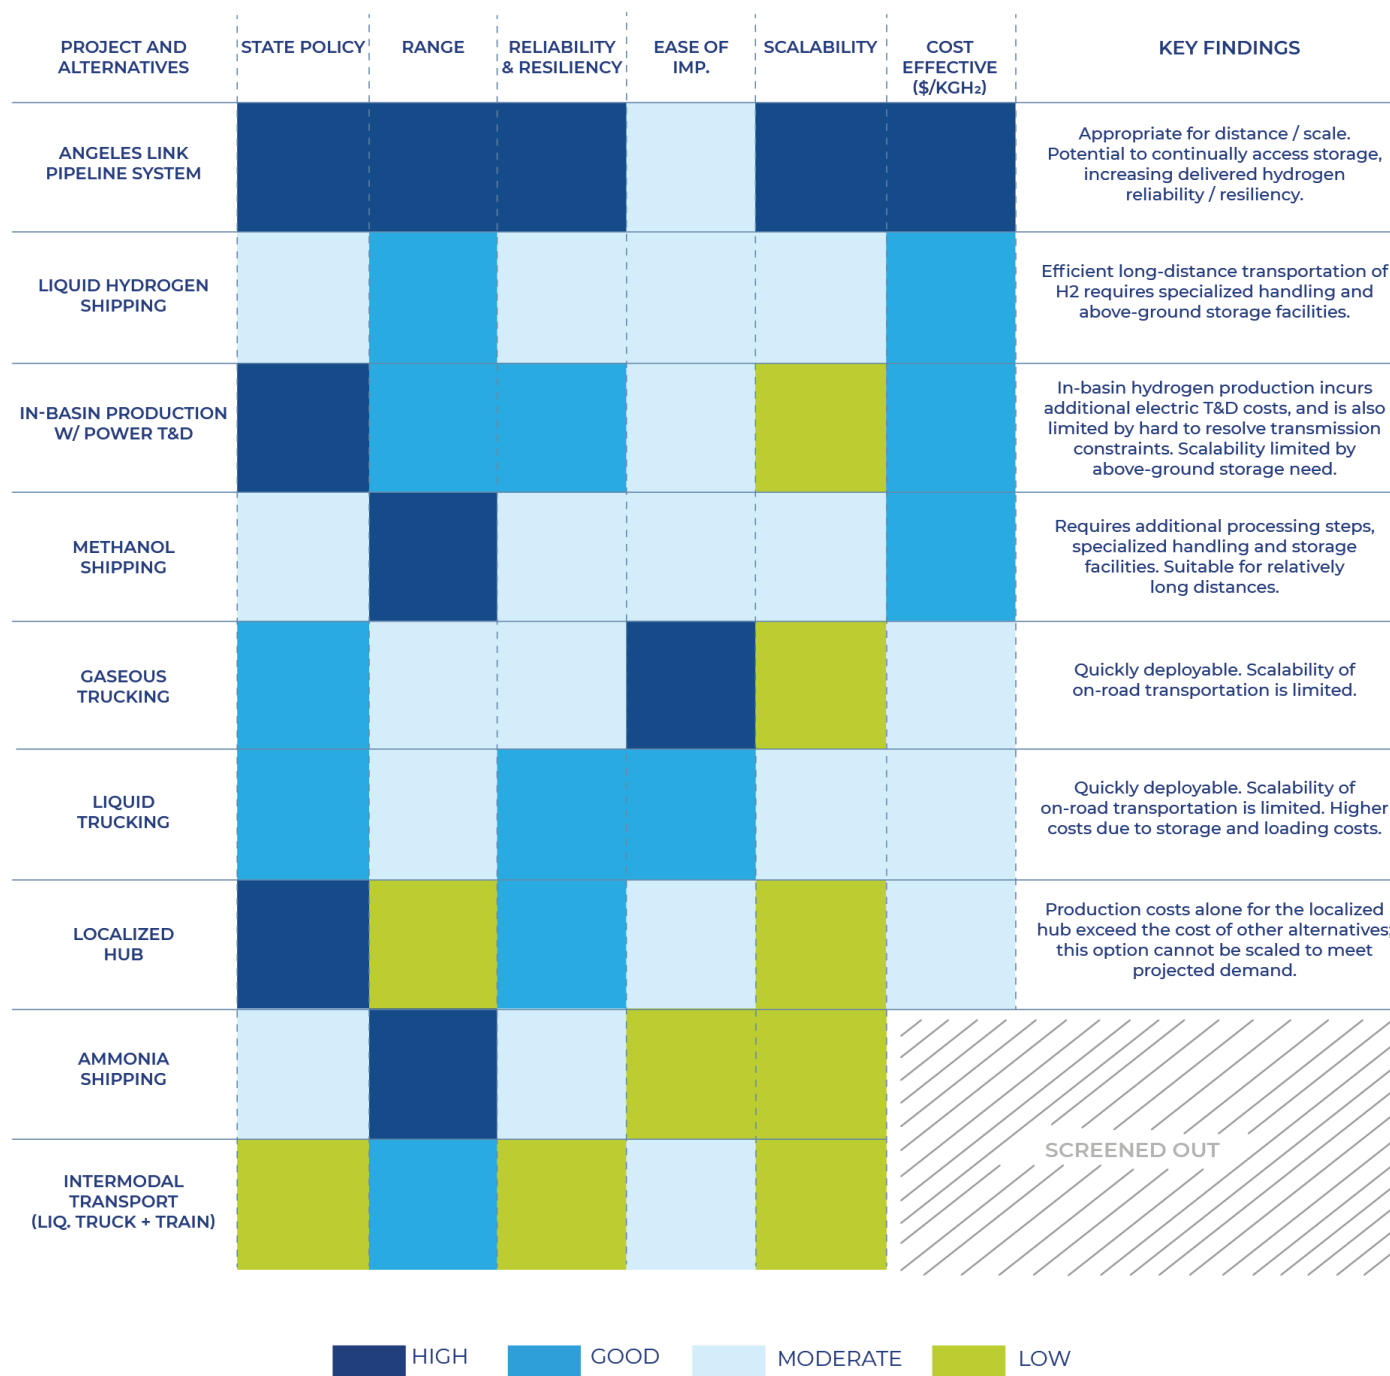 PROJECT AND
ALTERNATIVES
STATE POLICY
RANGE
RELIABILITY
& RESILIENCY
EASE OF
IMP.
SCALABILITY
COST
EFFECTIVE
($/KGH₂)
KEY FINDINGS
ANGELES LINK
PIPELINE SYSTEM
Appropriate for distance / scale.
Potential to continually access storage,
increasing delivered hydrogen
reliability / resiliency.
LIQUID HYDROGEN
SHIPPING
Efficient long-distance transportation of
H2 requires specialized handling and
above-ground storage facilities.
IN-BASIN PRODUCTION
W/ POWER T&D
In-basin hydrogen production incurs
additional electric T&D costs, and is also
limited by hard to resolve transmission
constraints. Scalability limited by
above-ground storage need.
METHANOL
SHIPPING
Requires additional processing steps,
specialized handling and storage
facilities. Suitable for relatively
long distances.
GASEOUS
TRUCKING
Quickly deployable. Scalability of
on-road transportation is limited.
LIQUID
TRUCKING
Quickly deployable. Scalability of
on-road transportation is limited. Higher
costs due to storage and loading costs.
LOCALIZED
HUB
Production costs alone for the localized
hub exceed the cost of other alternatives;
this option cannot be scaled to meet
projected demand.
AMMONIA
SHIPPING
SCREENED OUT
INTERMODAL
TRANSPORT
(LIQ. TRUCK + TRAIN)
HIGH
GOOD
MODERATE
LOW